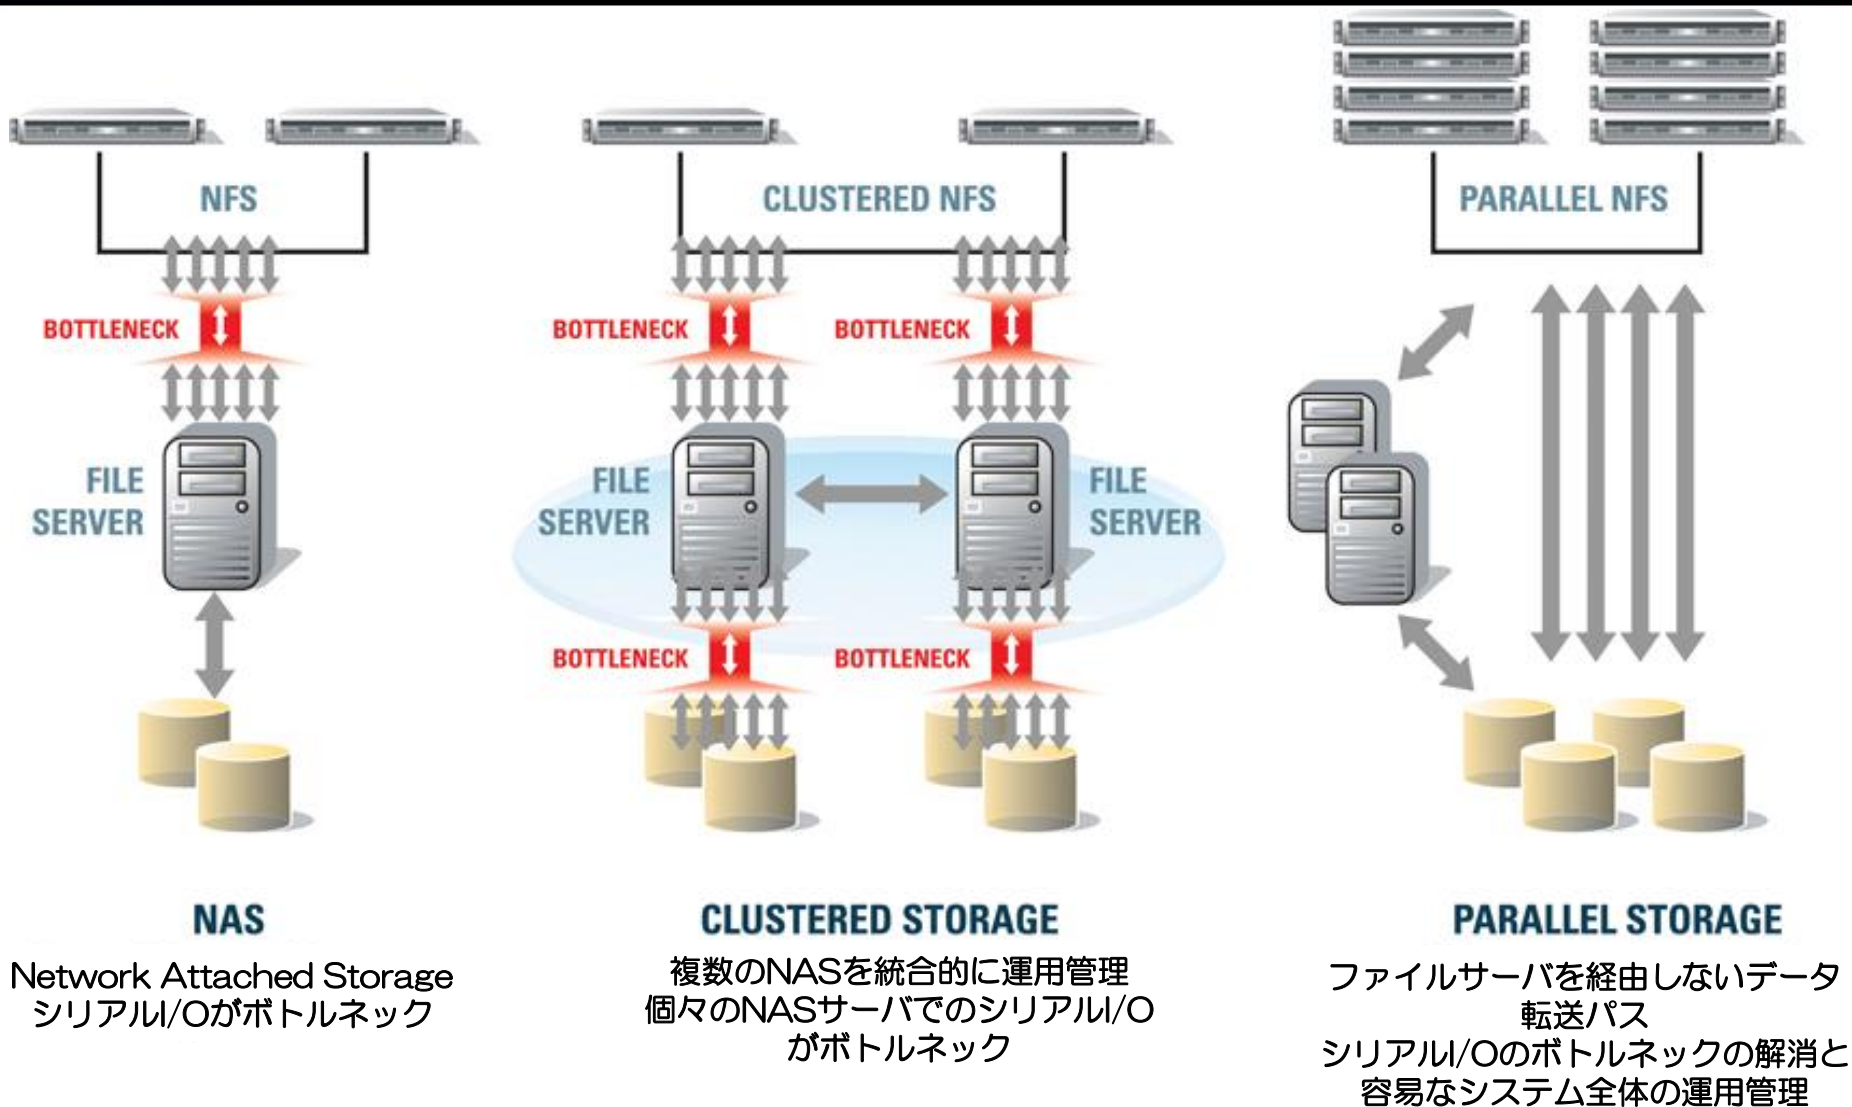 NFS
BOTTLENECK
FILE
SERVER
NAS
Network Attached Storage
シリアルI/Oがボトルネック
CLUSTERED NFS
BOTTLENECK
BOTTLENECK
FILE
SERVER
FILE
SERVER
BOTTLENECK
BOTTLENECK
CLUSTERED STORAGE
複数のNASを統合的に運用管理
個々のNASサーバでのシリアルI/O
がボトルネック
PARALLEL NFS
PARALLEL STORAGE
ファイルサーバを経由しないデータ
転送パス
シリアルI/Oのボトルネックの解消と
容易なシステム全体の運用管理